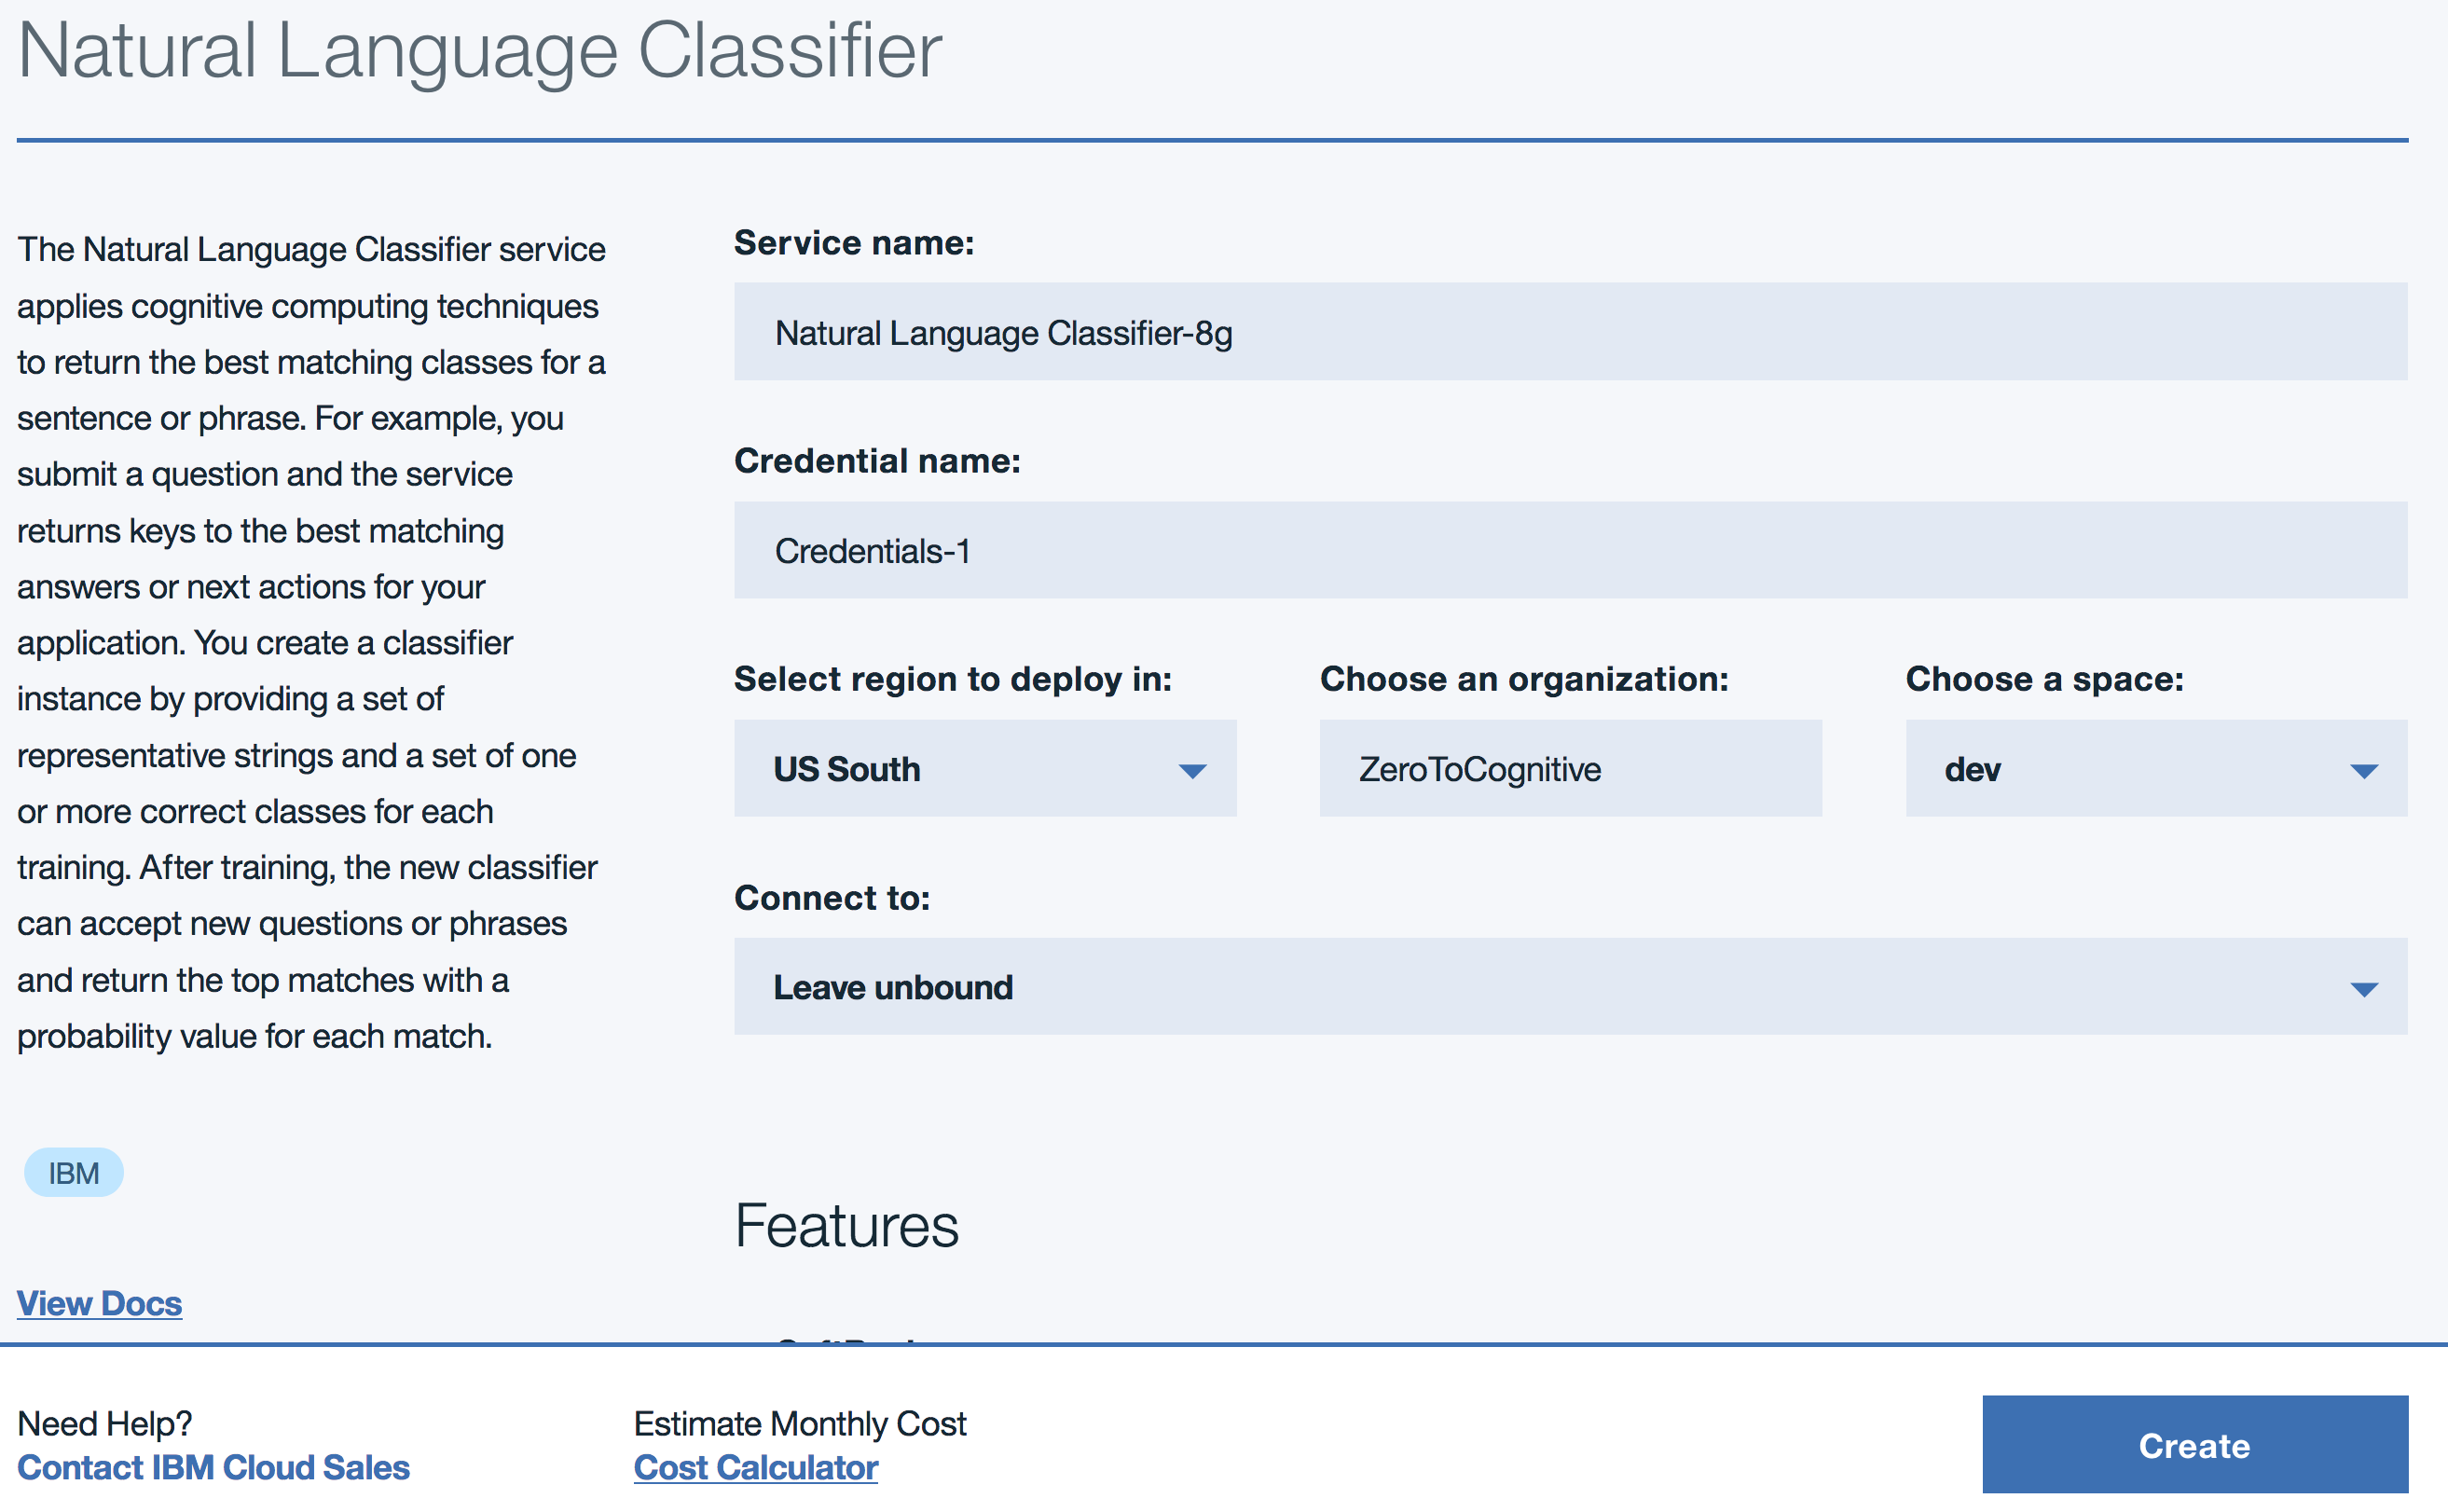 Natural Language Classifier
The Natural Language Classifier service
applies cognitive computing techniques
to return the best matching classes for a
sentence or phrase. For example, you
submit a question and the service
returns keys to the best matching
answers or next actions for your
application. You create a classifier
instance by providing a set of
representative strings and a set of one
or more correct classes for each
training. After training, the new classifier
can accept new questions or phrases
and return the top matches with a
probability value for each match.
IBM
View Docs
Service name:
Natural Language Classifier-8g
Credential name:
Credentials-1
Select region to deploy in:
US South
Choose an organization:
ZeroToCognitive
Choose a space:
dev
Connect to:
Leave unbound
Features
Need Help?
Contact IBM Cloud Sales
Estimate Monthly Cost
Cost Calculator
Create